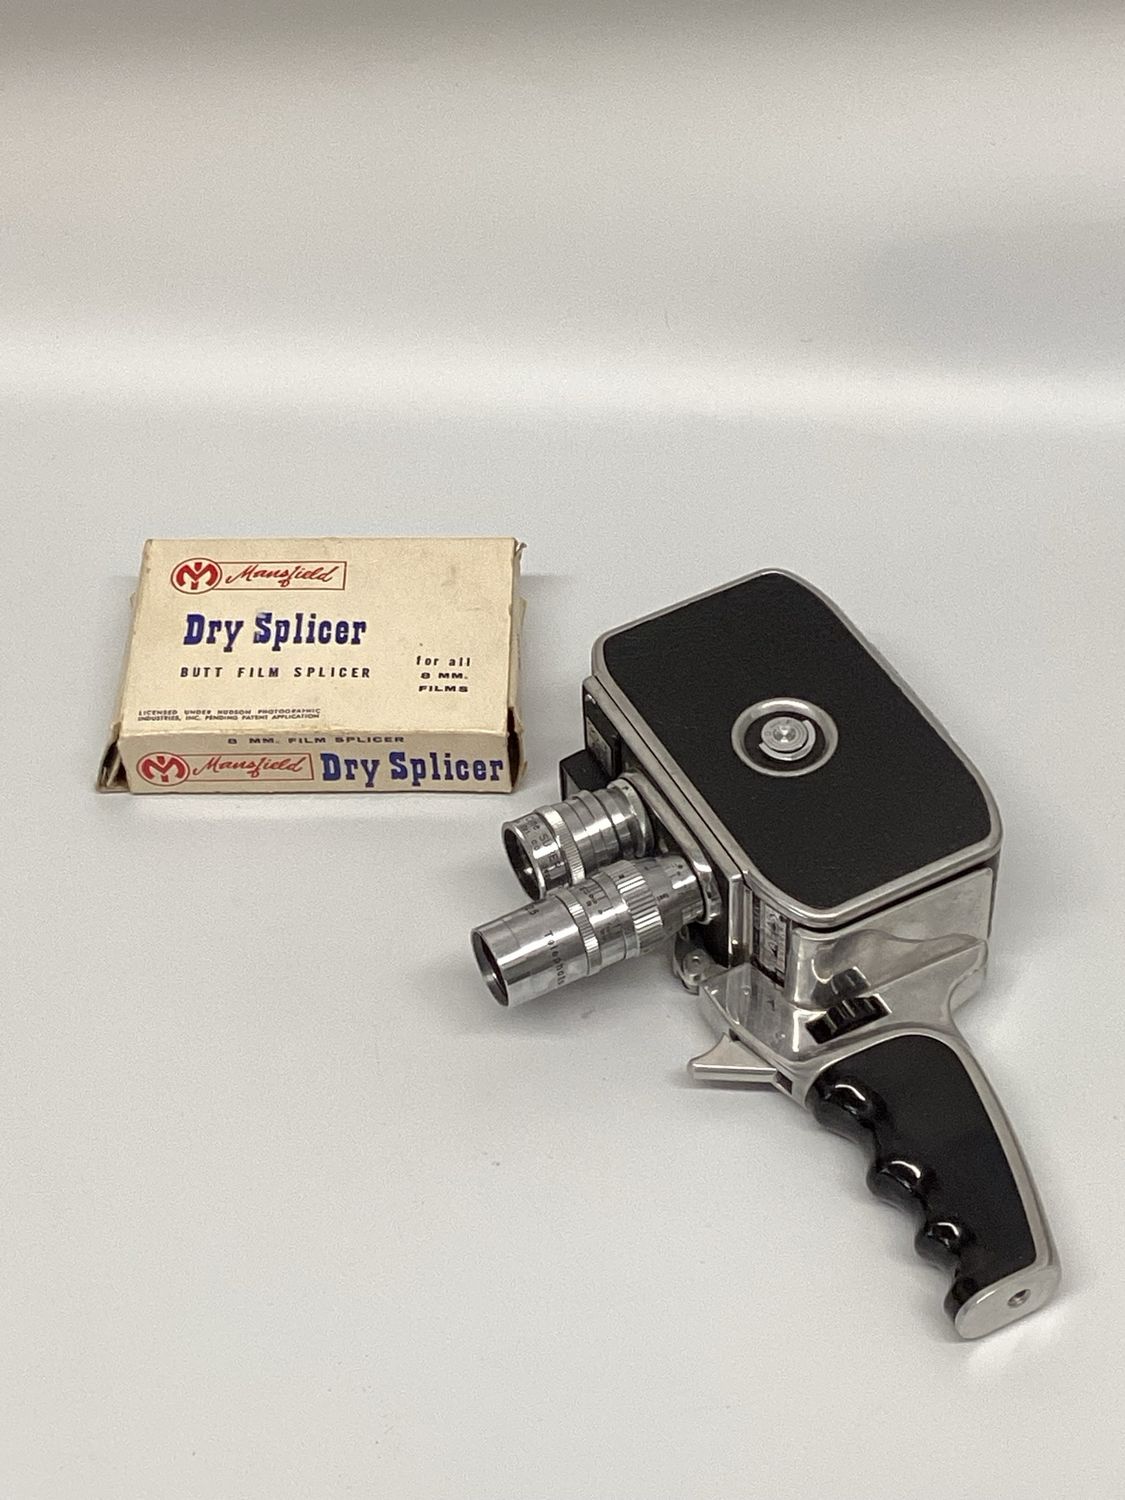 Mansfield
Dry Splicer
BUTT FILM SPLICER
for all
8 MM.
FILMS
LICENSED UNDER HUDSON PHOTOGRAPHIC
INDUSTRIES, INC. PENDING PATENT APPLICATION
8 MM. FILM SPLICER
Mansfield Dry Splicer
Telephoto